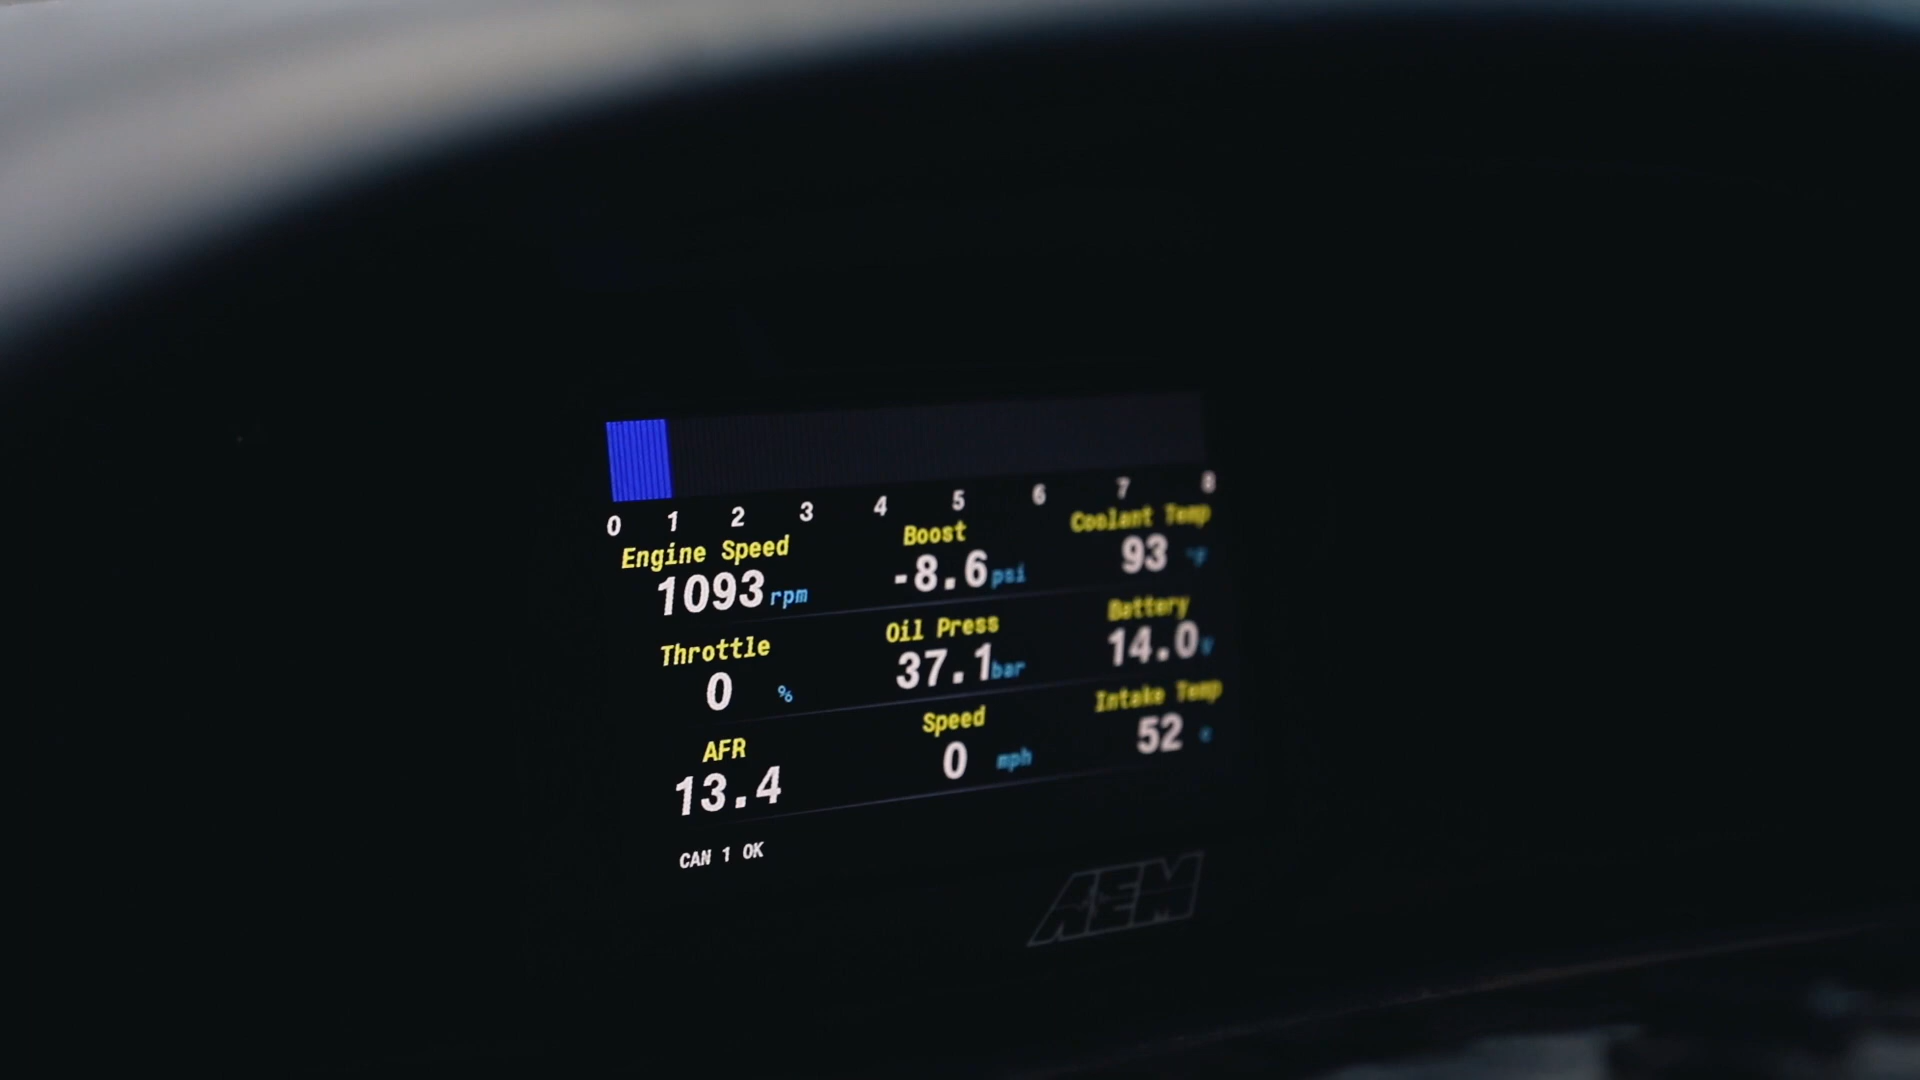 0 1 2 3 4 5 6 7 8
Engine Speed Boost Coolant Temp
1093 rpm -8.6 psi 93 °F
Throttle Oil Press Battery
0 % 37.1 bar 14.0 V
AFR Speed Intake Temp
13.4 0 mph 52
CAN 1 OK
AEM